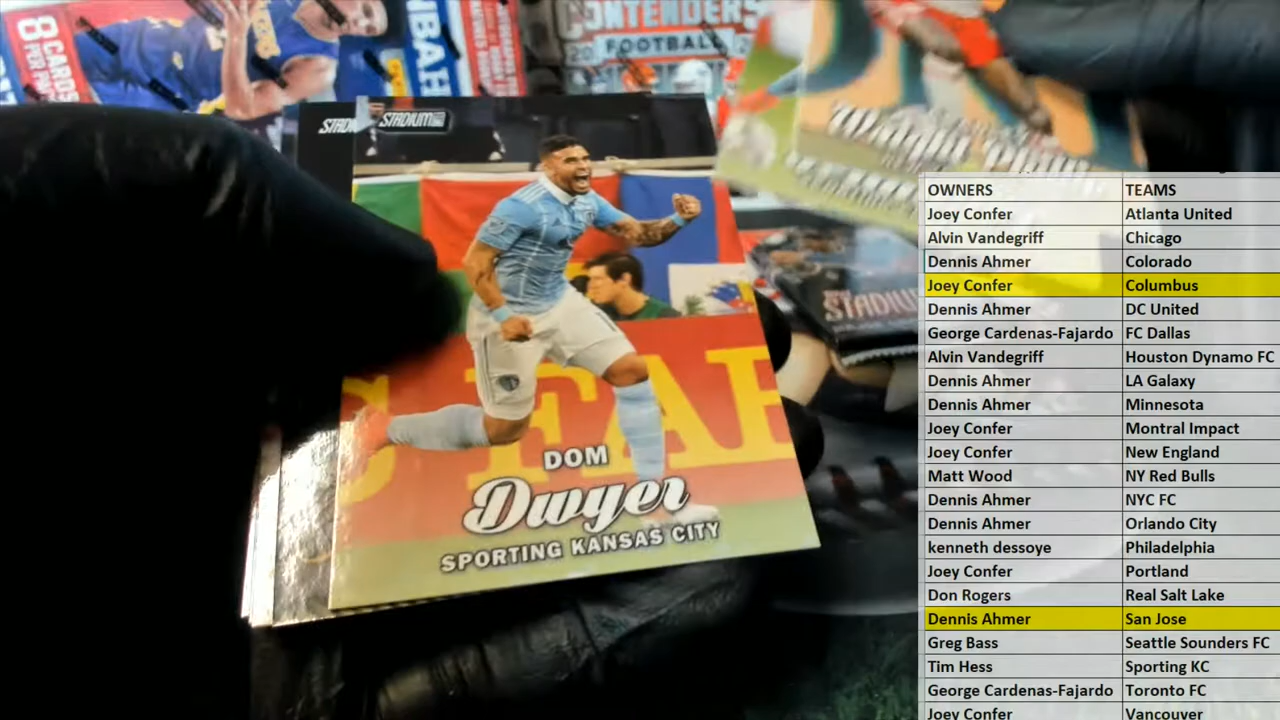 8 CARDS
PER PA
NBA H
CONTENDERS
FOOTBALL
STADIUM
STADIUM
DOM
Dwyer
SPORTING KANSAS CITY
OWNERS TEAMS
Joey Confer Atlanta United
Alvin Vandegriff Chicago
Dennis Ahmer Colorado
Joey Confer Columbus
Dennis Ahmer DC United
George Cardenas-Fajardo FC Dallas
Alvin Vandegriff Houston Dynamo FC
Dennis Ahmer LA Galaxy
Dennis Ahmer Minnesota
Joey Confer Montral Impact
Joey Confer New England
Matt Wood NY Red Bulls
Dennis Ahmer NYC FC
Dennis Ahmer Orlando City
kenneth dessoye Philadelphia
Joey Confer Portland
Don Rogers Real Salt Lake
Dennis Ahmer San Jose
Greg Bass Seattle Sounders FC
Tim Hess Sporting KC
George Cardenas-Fajardo Toronto FC
Joey Confer Vancouver